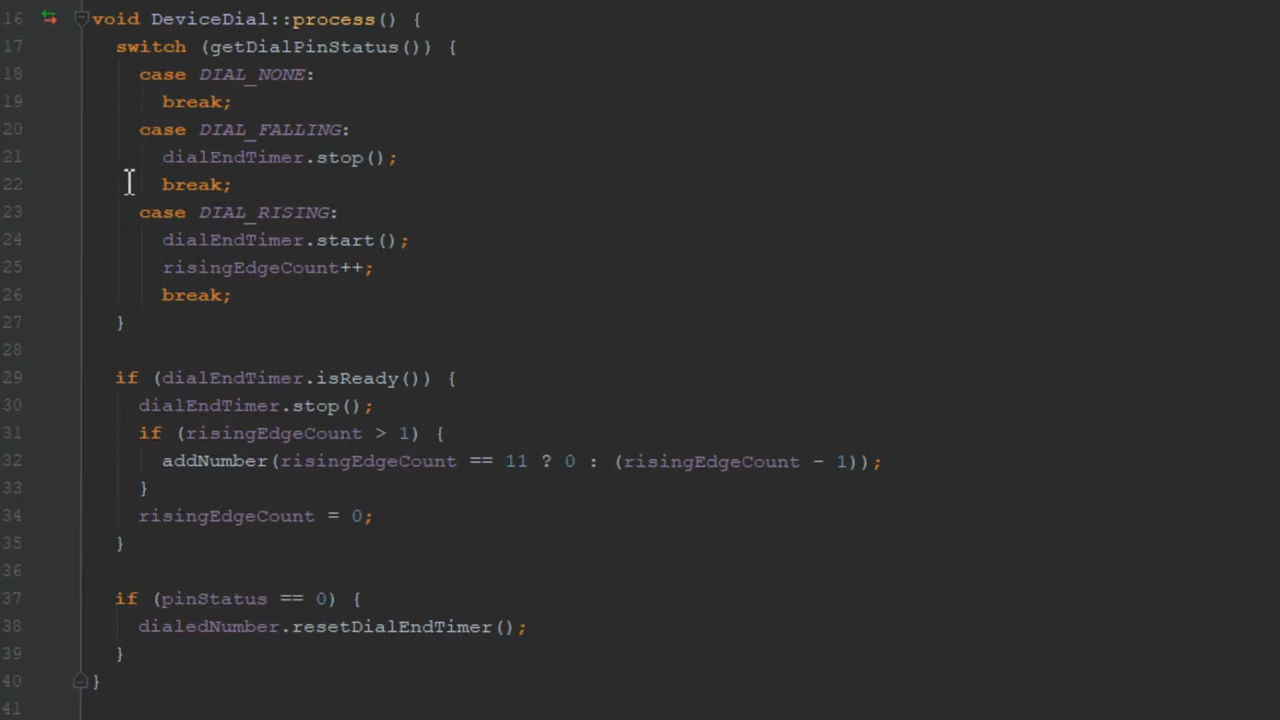 16 void DeviceDial::process() {
17 switch (getDialPinStatus()) {
18 case DIAL_NONE:
19 break;
20 case DIAL_FALLING:
21 dialEndTimer.stop();
22 break;
23 case DIAL_RISING:
24 dialEndTimer.start();
25 risingEdgeCount++;
26 break;
27 }
28
29 if (dialEndTimer.isReady()) {
30 dialEndTimer.stop();
31 if (risingEdgeCount > 1) {
32 addNumber(risingEdgeCount == 11 ? 0 : (risingEdgeCount - 1));
33 }
34 risingEdgeCount = 0;
35 }
36
37 if (pinStatus == 0) {
38 dialedNumber.resetDialEndTimer();
39 }
40 }
41